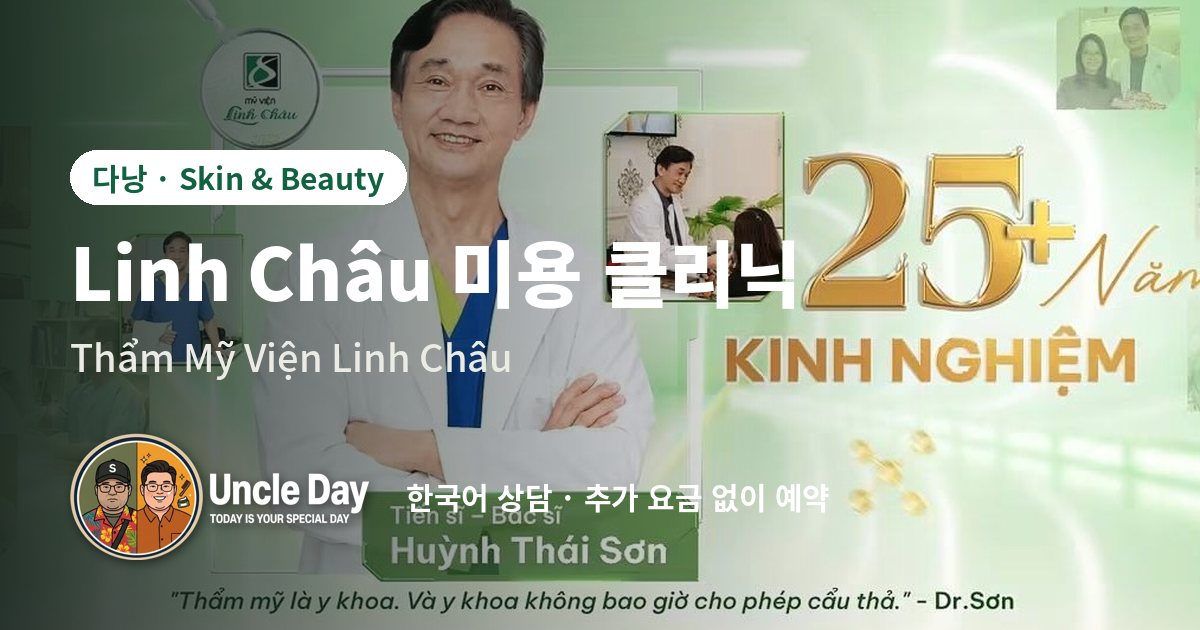 MỸ VIỆN
Linh Châu
다낭 · Skin & Beauty
Linh Châu 미용 클리닉
Thẩm Mỹ Viện Linh Châu
25+ Năm
KINH NGHIỆM
S
Uncle Day
TODAY IS YOUR SPECIAL DAY
한국어 상담 · 추가 요금 없이 예약
Tiến sĩ – Bác sĩ
Huỳnh Thái Sơn
"Thẩm mỹ là y khoa. Và y khoa không bao giờ cho phép cẩu thả." - Dr.Sơn